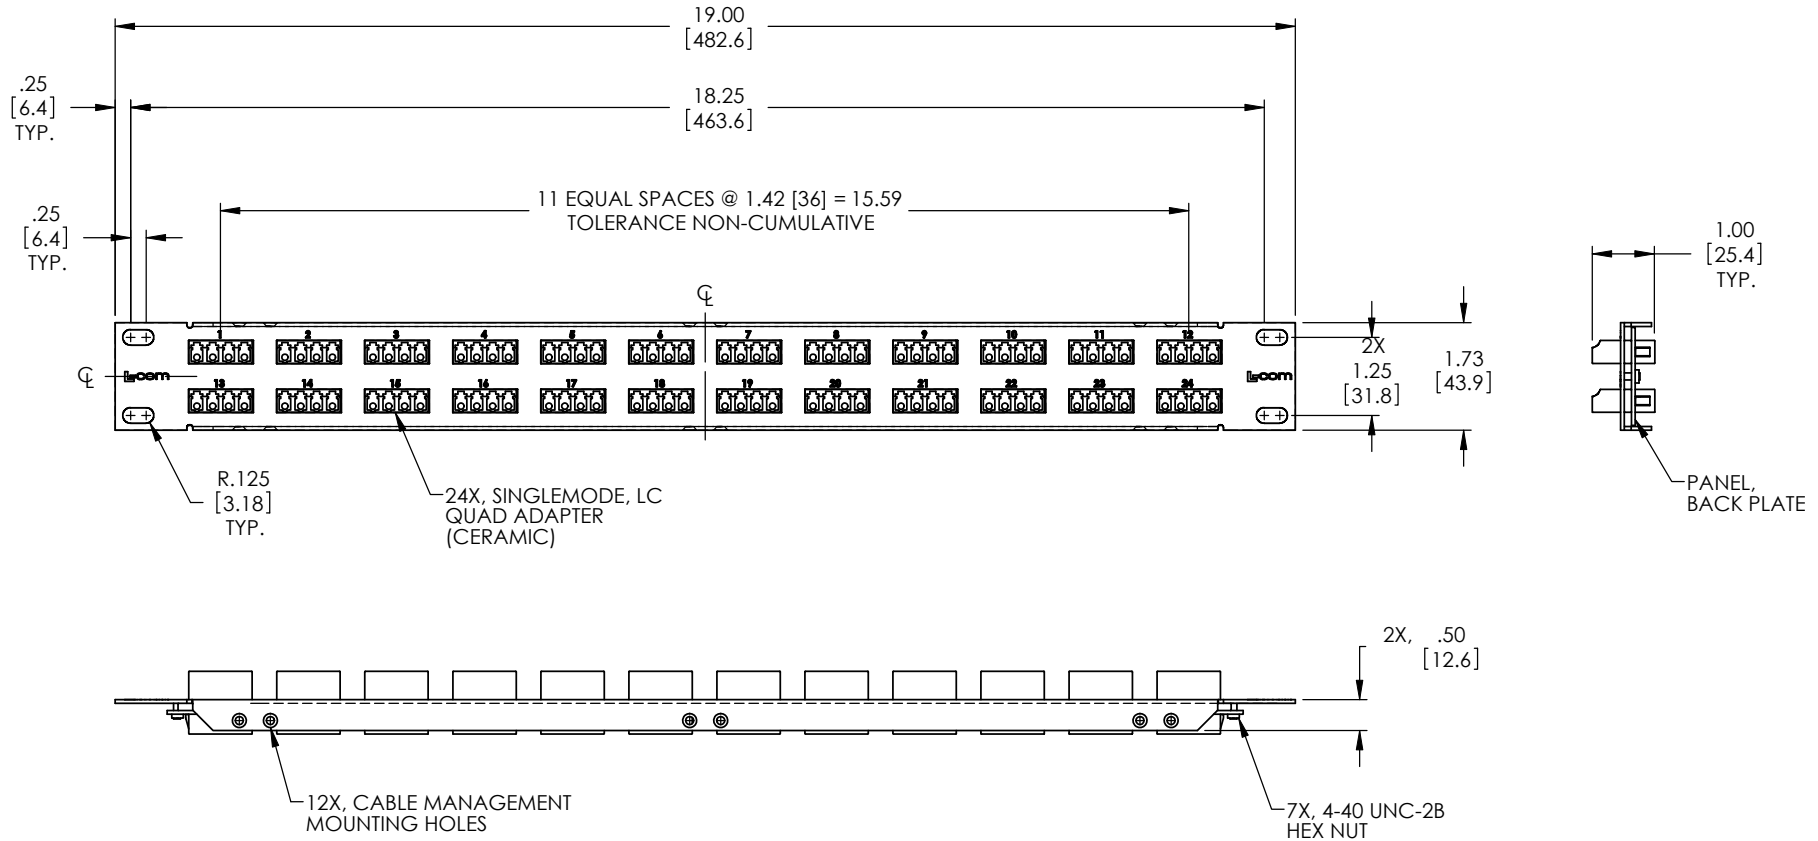 19.00
[482.6]
.25
[6.4]
TYP.
18.25
[463.6]
11 EQUAL SPACES @ 1.42 [36] = 15.59
TOLERANCE NON-CUMULATIVE
.25
[6.4]
TYP.
1.00
[25.4]
TYP.
CL
1 2 3 4 5 6 7 8 9 10 11 12
2X
1.25
[31.8]
1.73
[43.9]
CL
L-com
L-com
13 14 15 16 17 18 19 20 21 22 23 24
R.125
[3.18]
TYP.
24X, SINGLEMODE, LC
QUAD ADAPTER
(CERAMIC)
PANEL,
BACK PLATE
2X, .50
[12.6]
12X, CABLE MANAGEMENT
MOUNTING HOLES
7X, 4-40 UNC-2B
HEX NUT